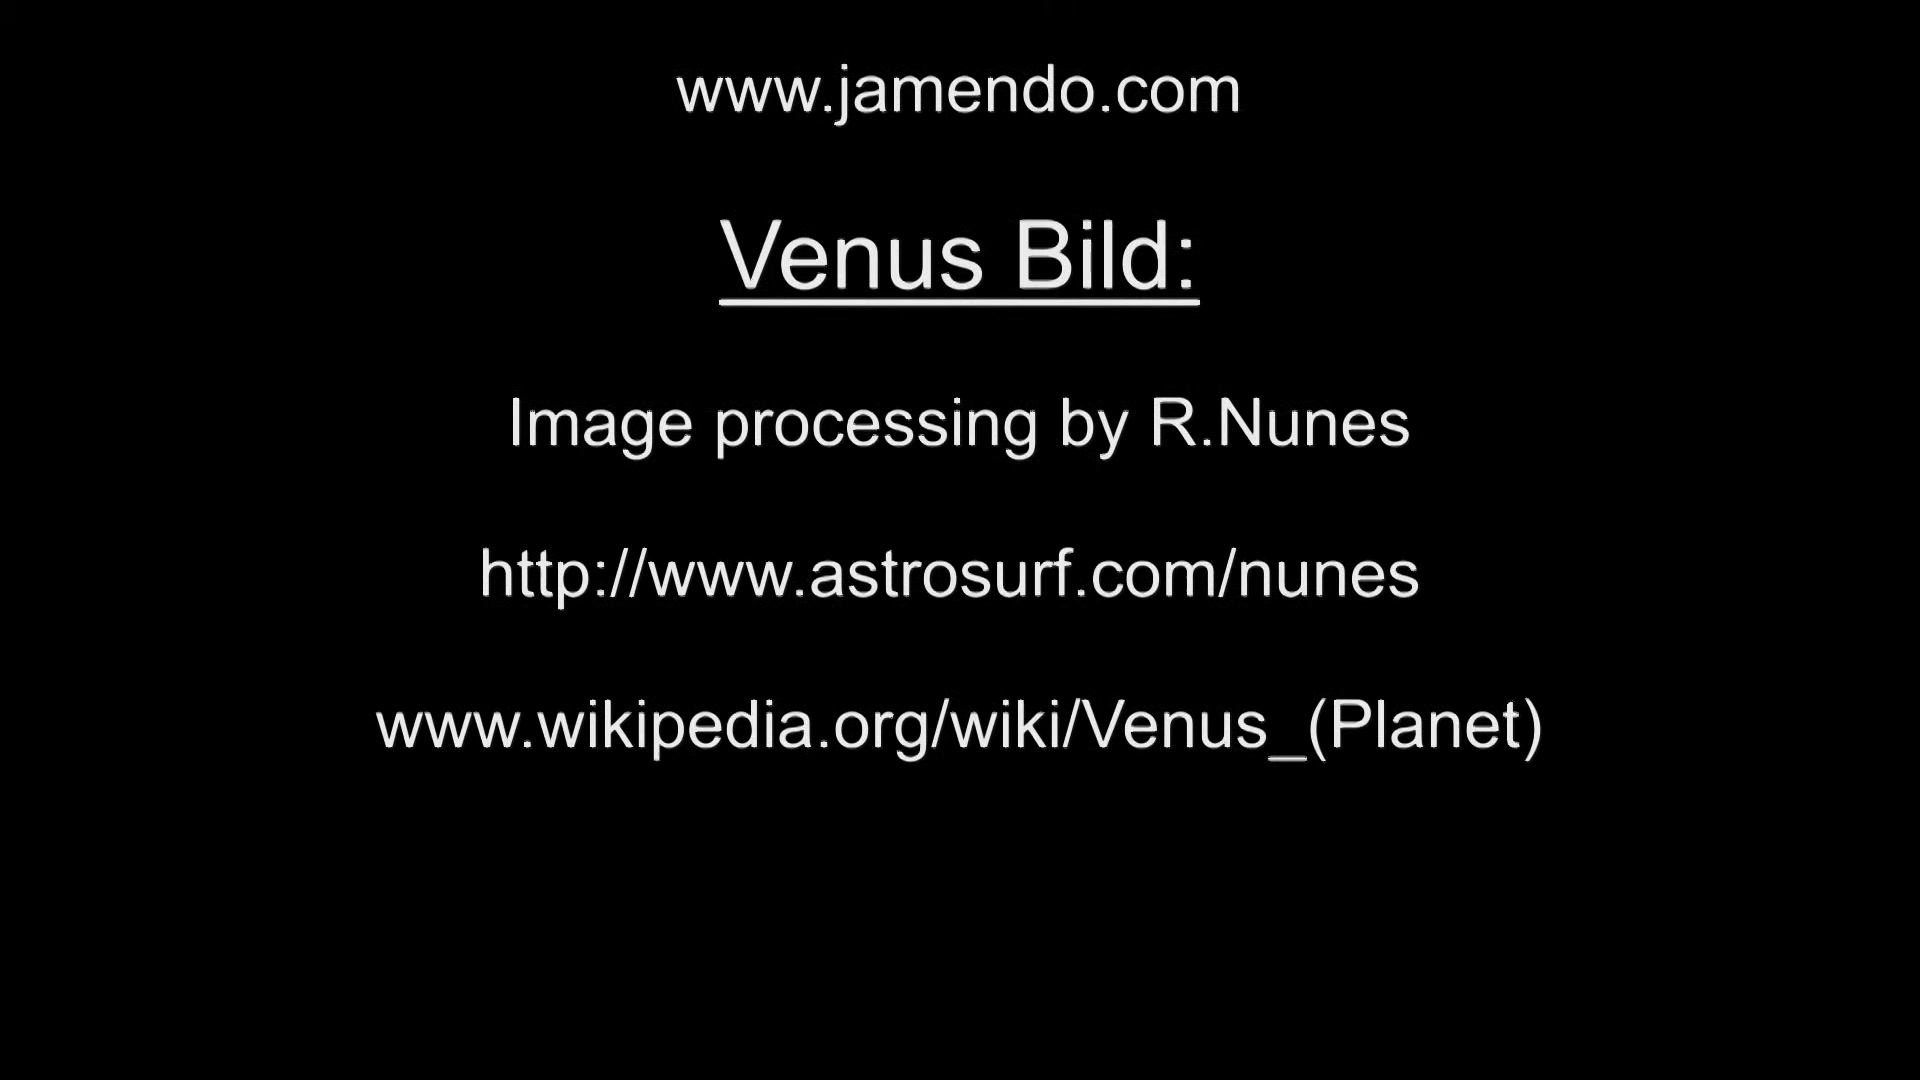 www.jamendo.com
Venus Bild:
Image processing by R.Nunes
http://www.astrosurf.com/nunes
www.wikipedia.org/wiki/Venus_(Planet)